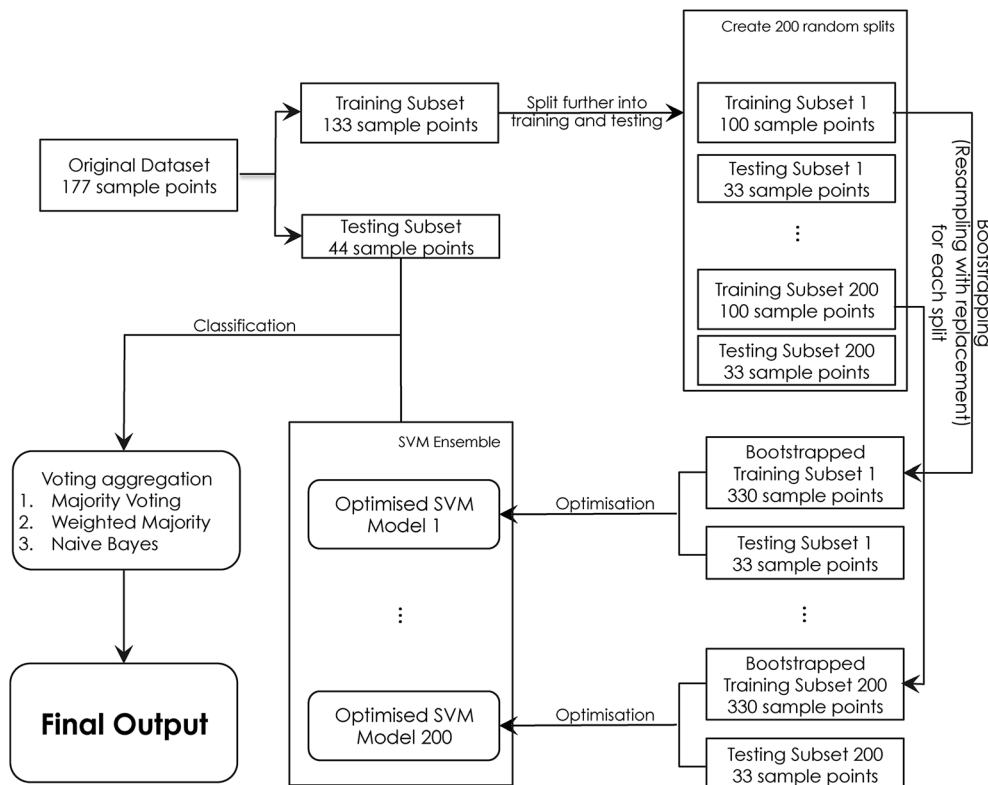 Create 200 random splits
Training Subset
133 sample points
Split further into
training and testing
Training Subset 1
100 sample points
Original Dataset
177 sample points
Testing Subset 1
33 sample points
Testing Subset
44 sample points
...
Bootstrapping
(Resampling with replacement)
for each split
Training Subset 200
100 sample points
Classification
Testing Subset 200
33 sample points
SVM Ensemble
Bootstrapped
Training Subset 1
330 sample points
Voting aggregation
1. Majority Voting
2. Weighted Majority
3. Naive Bayes
Optimised SVM
Model 1
Optimisation
Testing Subset 1
33 sample points
...
...
Bootstrapped
Training Subset 200
330 sample points
Final Output
Optimised SVM
Model 200
Optimisation
Testing Subset 200
33 sample points